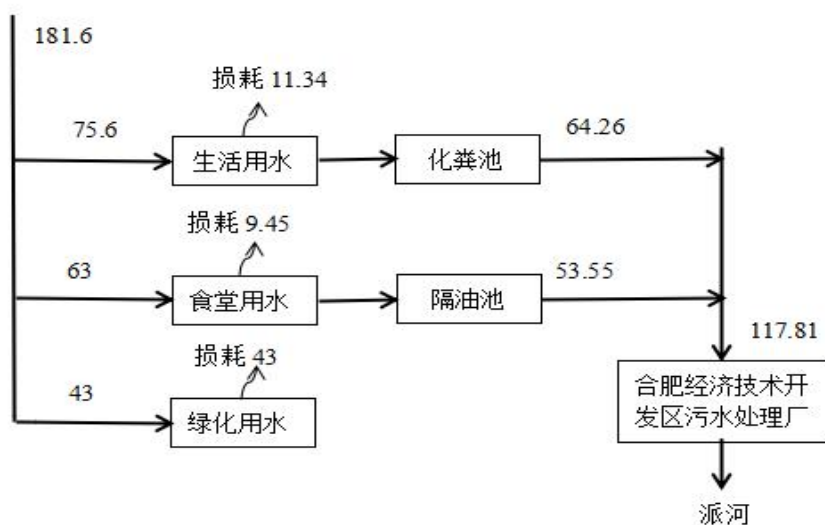 181.6
损耗 11.34
75.6
生活用水
化粪池
64.26
损耗 9.45
63
食堂用水
隔油池
53.55
117.81
损耗 43
43
绿化用水
合肥经济技术开
发区污水处理厂
派河